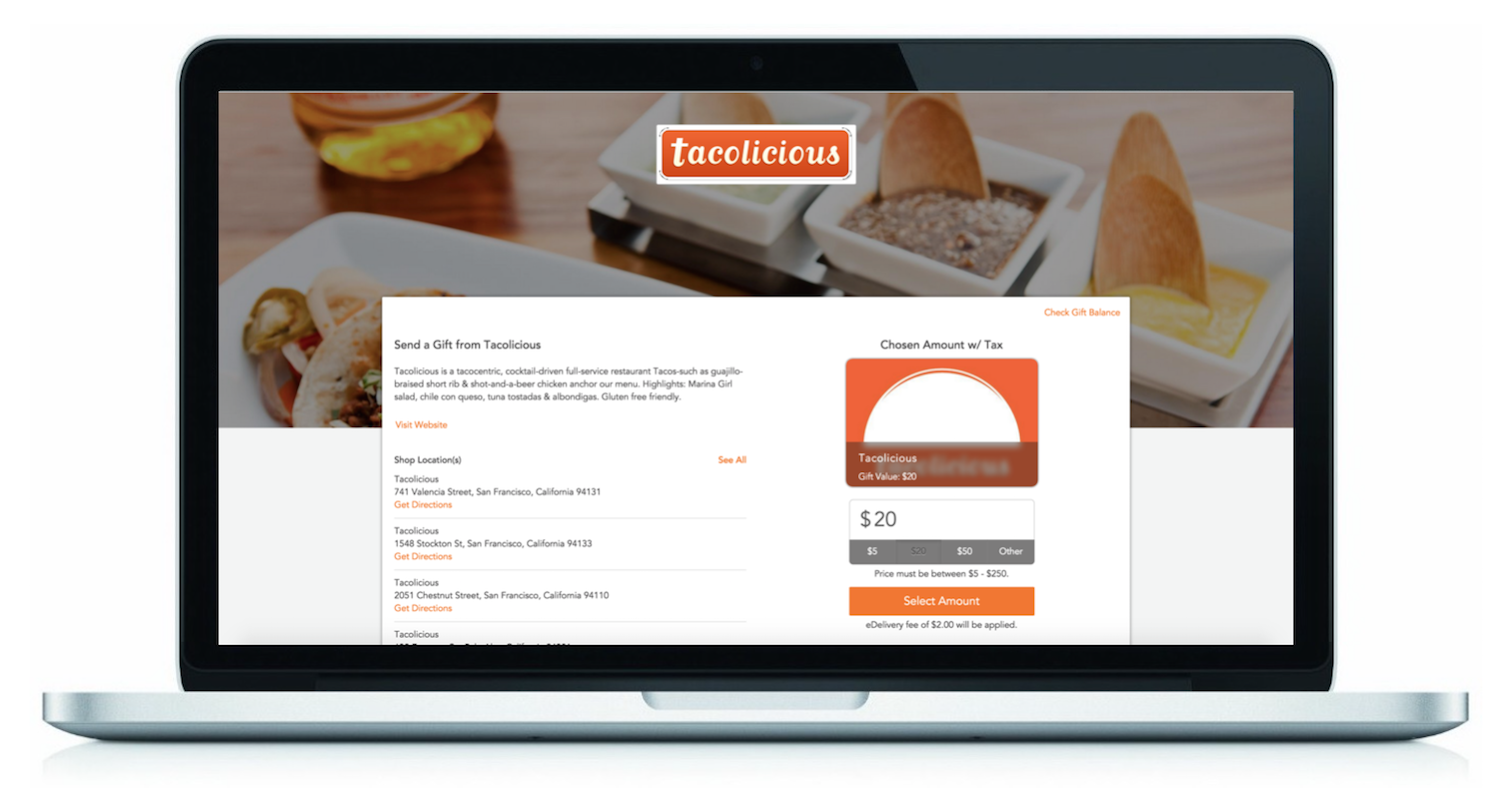 tacolicious
Check Gift Balance
Send a Gift from Tacolicious
Tacolicious is a tacocentric, cocktail-driven full-service restaurant Tacos-such as guajillo-
braised short rib & shot-and-a-beer chicken anchor our menu. Highlights: Marina Girl
salad, chile con queso, tuna tostadas & albondigas. Gluten free friendly.
Visit Website
Shop Location(s)
See All
Tacolicious
741 Valencia Street, San Francisco, California 94131
Get Directions
Tacolicious
1548 Stockton St, San Francisco, California 94133
Get Directions
Tacolicious
2051 Chestnut Street, San Francisco, California 94110
Get Directions
Tacolicious
Chosen Amount w/ Tax
Tacolicious
Gift Value: $20
$20
$5 $20 $50 Other
Price must be between $5 - $250.
Select Amount
eDelivery fee of $2.00 will be applied.